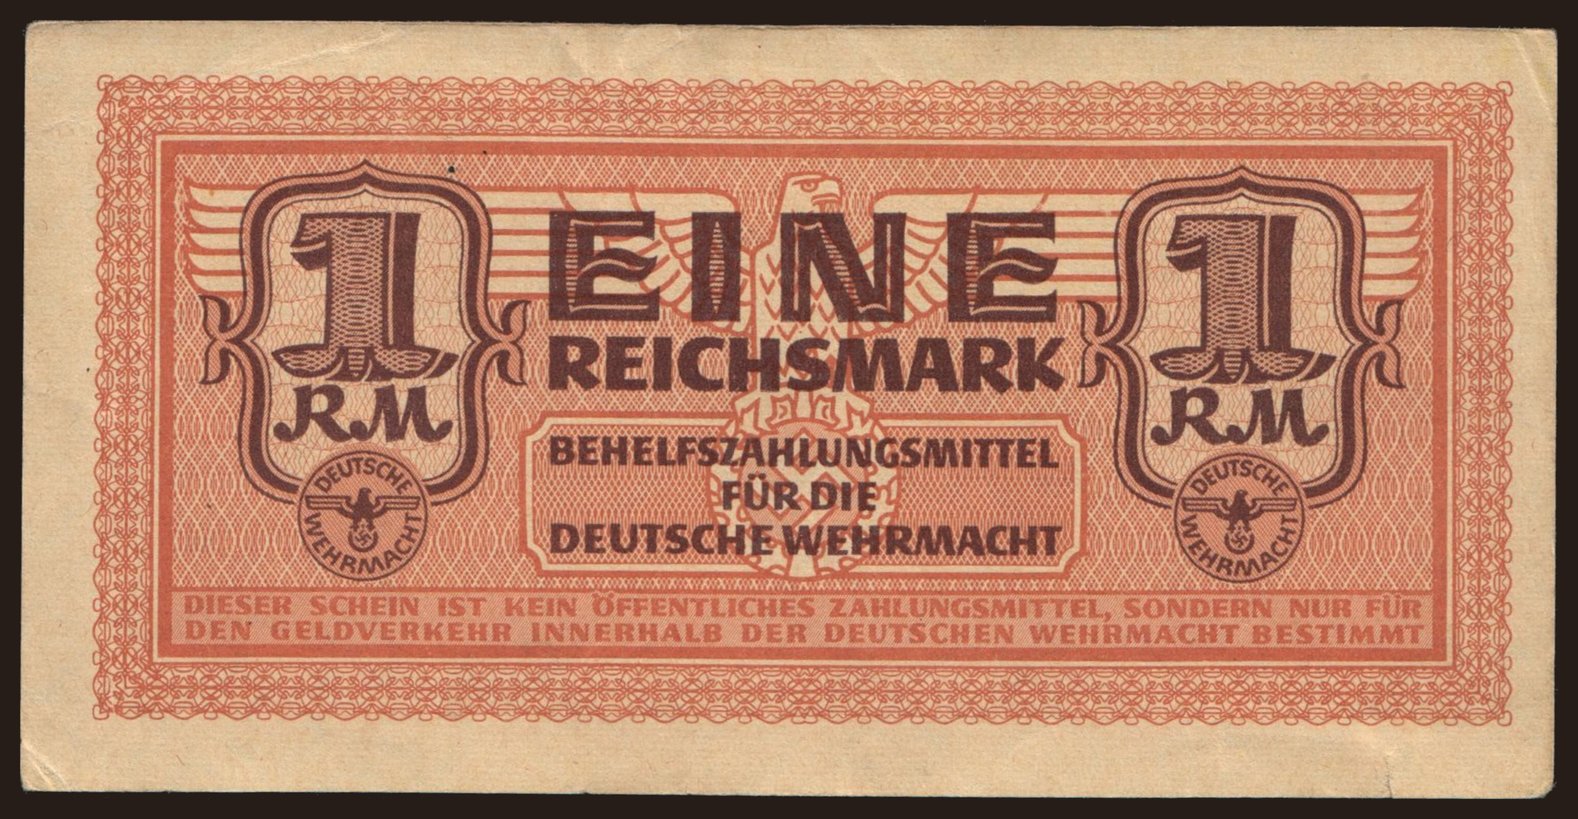 1
RM
DEUTSCHE
WEHRMACHT
EINE
REICHSMARK
BEHELFSZAHLUNGSMITTEL
FÜR DIE
DEUTSCHE WEHRMACHT
1
RM
DEUTSCHE
WEHRMACHT
DIESER SCHEIN IST KEIN ÖFFENTLICHES ZAHLUNGSMITTEL, SONDERN NUR FÜR
DEN GELDVERKEHR INNERHALB DER DEUTSCHEN WEHRMACHT BESTIMMT